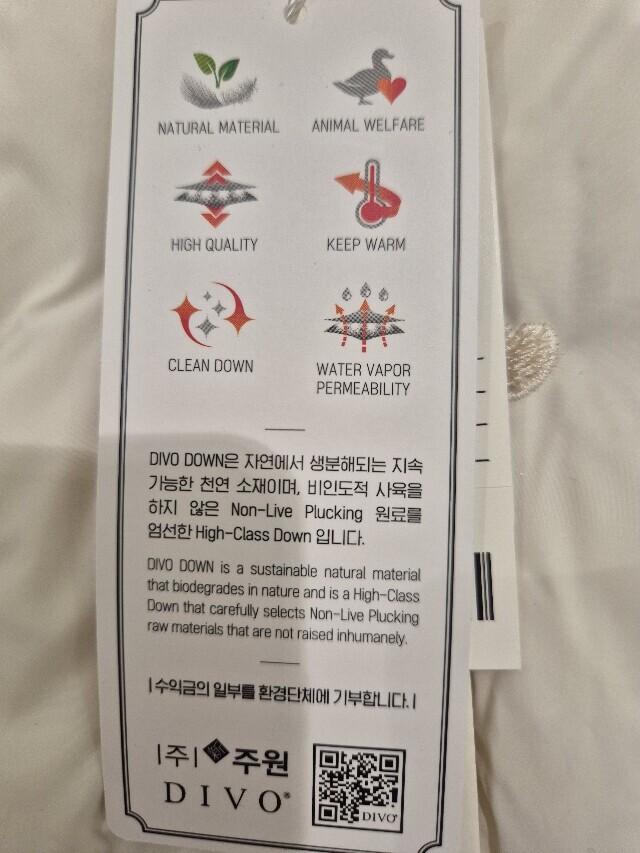 NATURAL MATERIAL
ANIMAL WELFARE
HIGH QUALITY
KEEP WARM
CLEAN DOWN
WATER VAPOR
PERMEABILITY
DIVO DOWN은 자연에서 생분해되는 지속
가능한 천연 소재이며, 비인도적 사육을
하지 않은 Non-Live Plucking 원료를
엄선한 High-Class Down 입니다.
DIVO DOWN is a sustainable natural material
that biodegrades in nature and is a High-Class
Down that carefully selects Non-Live Plucking
raw materials that are not raised inhumanely.
|수익금의 일부를 환경단체에 기부합니다.|
|주| 주원
DIVO®
DIVO®